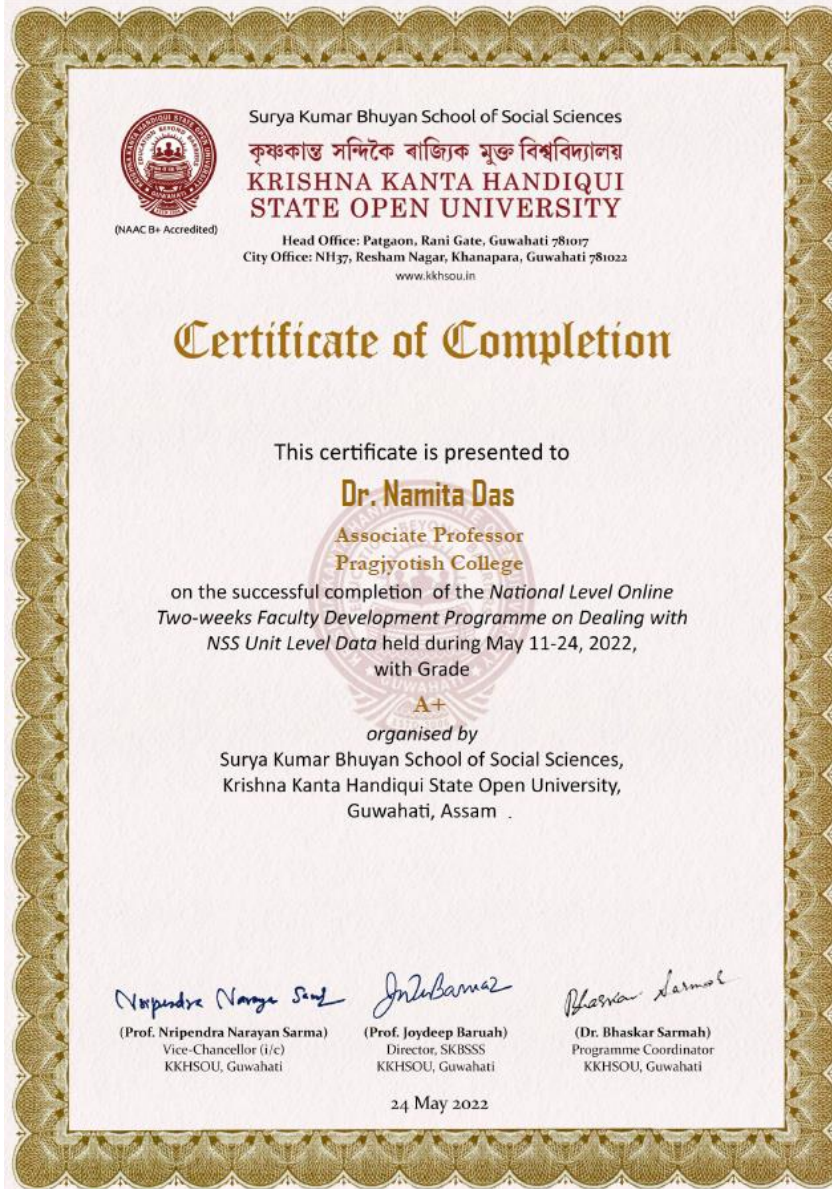 Surya Kumar Bhuyan School of Social Sciences
কৃষ্ণকান্ত সন্দিকৈ ৰাজ্যিক মুক্ত বিশ্ববিদ্যালয়
KRISHNA KANTA HANDIQUI
STATE OPEN UNIVERSITY
(NAAC B+ Accredited)
Head Office: Patgaon, Rani Gate, Guwahati 781017
City Office: NH37, Resham Nagar, Khanapara, Guwahati 781022
www.kkhsou.in
Certificate of Completion
This certificate is presented to
Dr. Namita Das
Associate Professor
Pragjyotish College
on the successful completion of the National Level Online
Two-weeks Faculty Development Programme on Dealing with
NSS Unit Level Data held during May 11-24, 2022,
with Grade
A+
organised by
Surya Kumar Bhuyan School of Social Sciences,
Krishna Kanta Handiqui State Open University,
Guwahati, Assam .
(Prof. Nripendra Narayan Sarma)
Vice-Chancellor (i/c)
KKHSOU, Guwahati
(Prof. Joydeep Baruah)
Director, SKBSSS
KKHSOU, Guwahati
(Dr. Bhaskar Sarmah)
Programme Coordinator
KKHSOU, Guwahati
24 May 2022